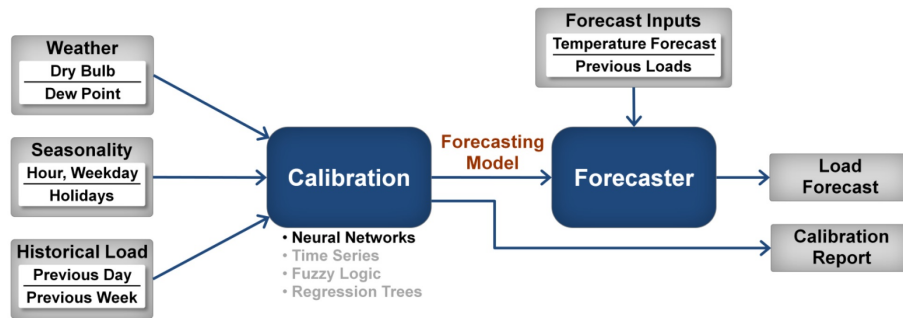 Weather
Dry Bulb
Dew Point
Seasonality
Hour, Weekday
Holidays
Historical Load
Previous Day
Previous Week
Calibration
• Neural Networks
• Time Series
• Fuzzy Logic
• Regression Trees
Forecasting
Model
Forecast Inputs
Temperature Forecast
Previous Loads
Forecaster
Load
Forecast
Calibration
Report